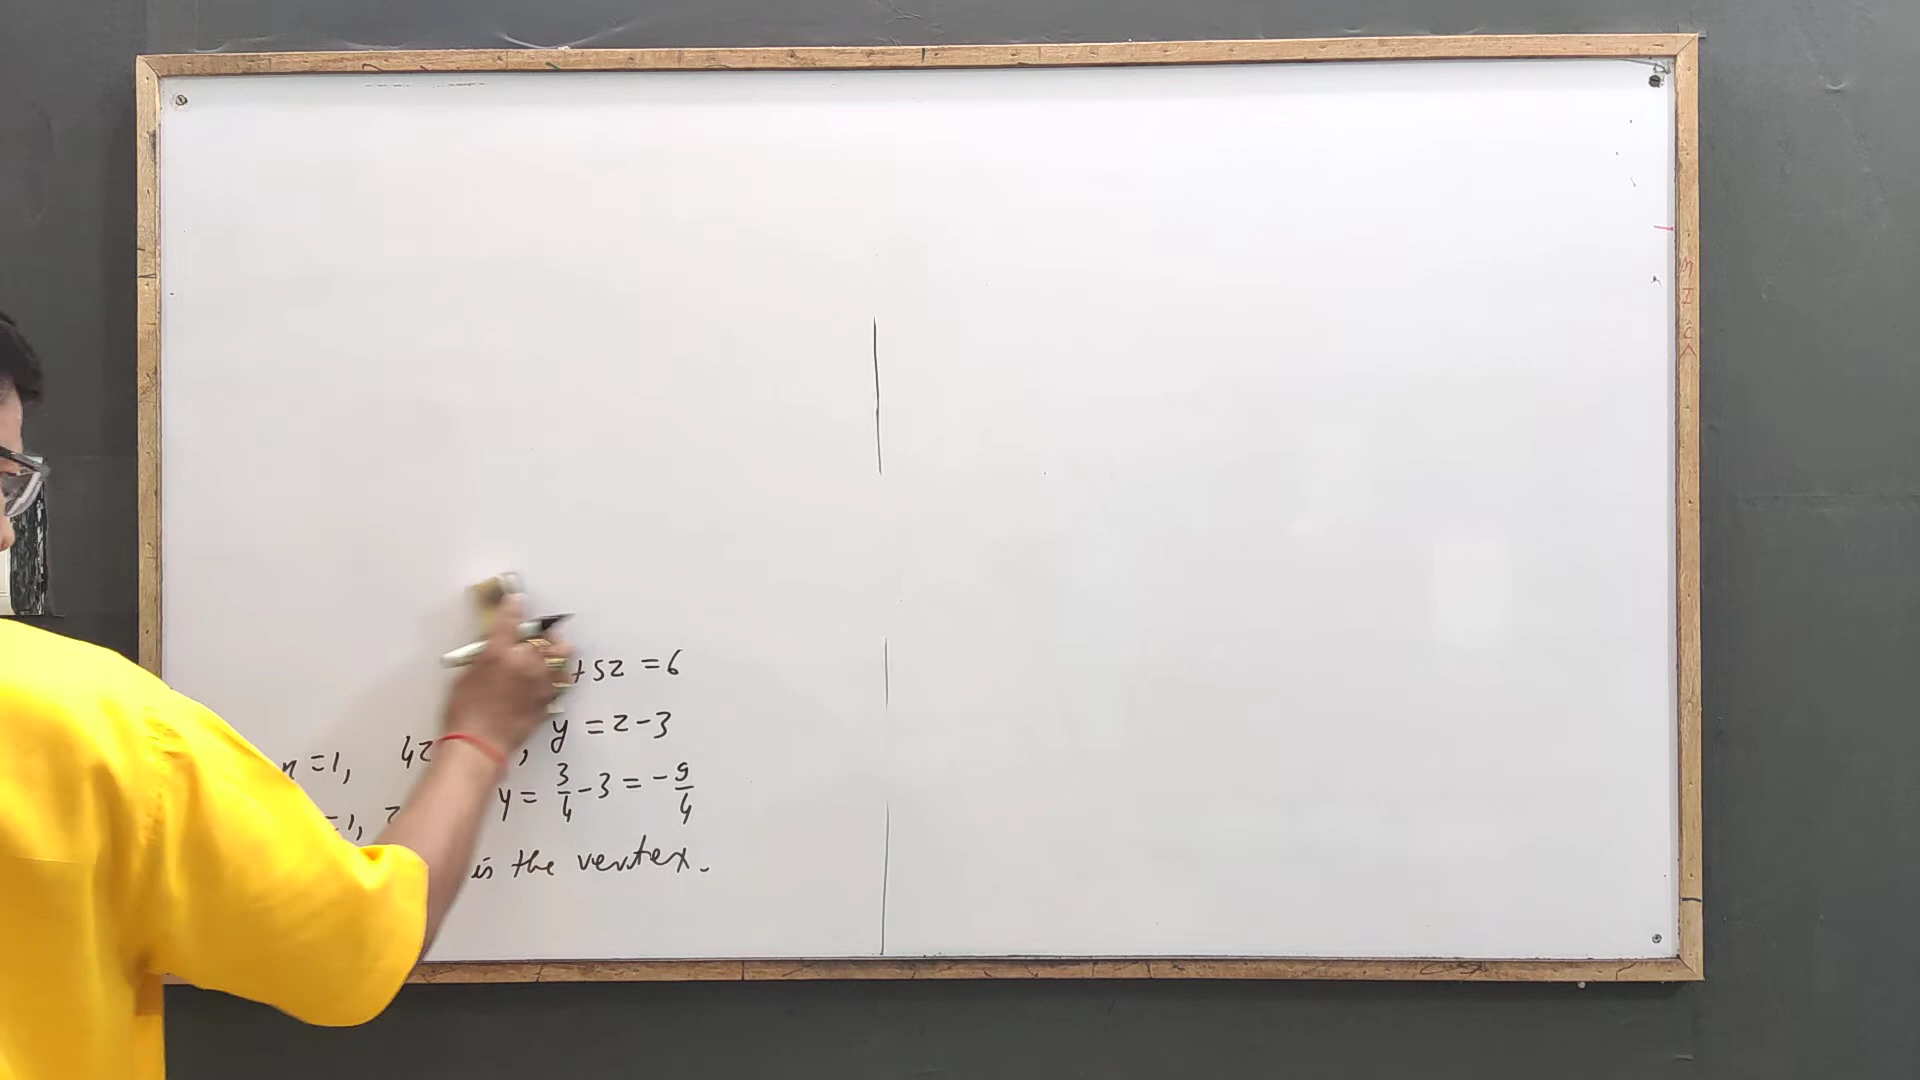 +5z = 6
x = 1, 4z , y = z - 3
= 1, z y = 3/4 - 3 = - 9/4
is the vertex.